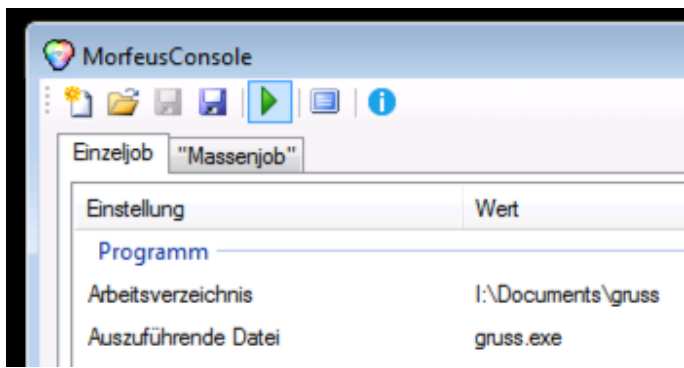 MorfeusConsole
Einzeljob "Massenjob"
Einstellung Wert
Programm
Arbeitsverzeichnis I:\Documents\gruss
Auszuführende Datei gruss.exe